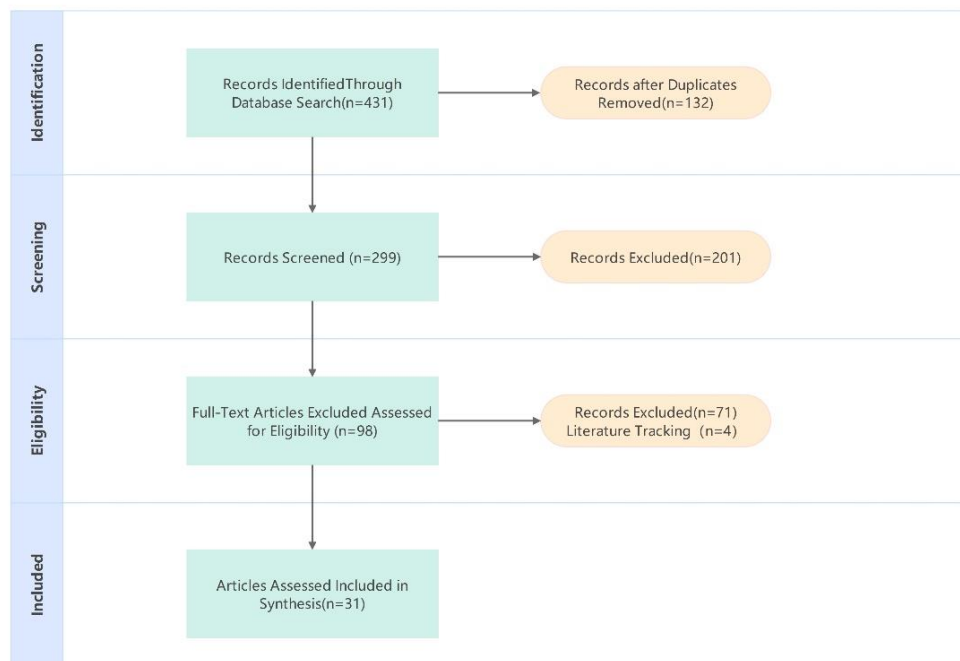 Identification
Records IdentifiedThrough
Database Search(n=431)
Records after Duplicates
Removed(n=132)
Screening
Records Screened (n=299)
Records Excluded(n=201)
Eligibility
Full-Text Articles Excluded Assessed
for Eligibility (n=98)
Records Excluded(n=71)
Literature Tracking（n=4)
Included
Articles Assessed Included in
Synthesis(n=31)